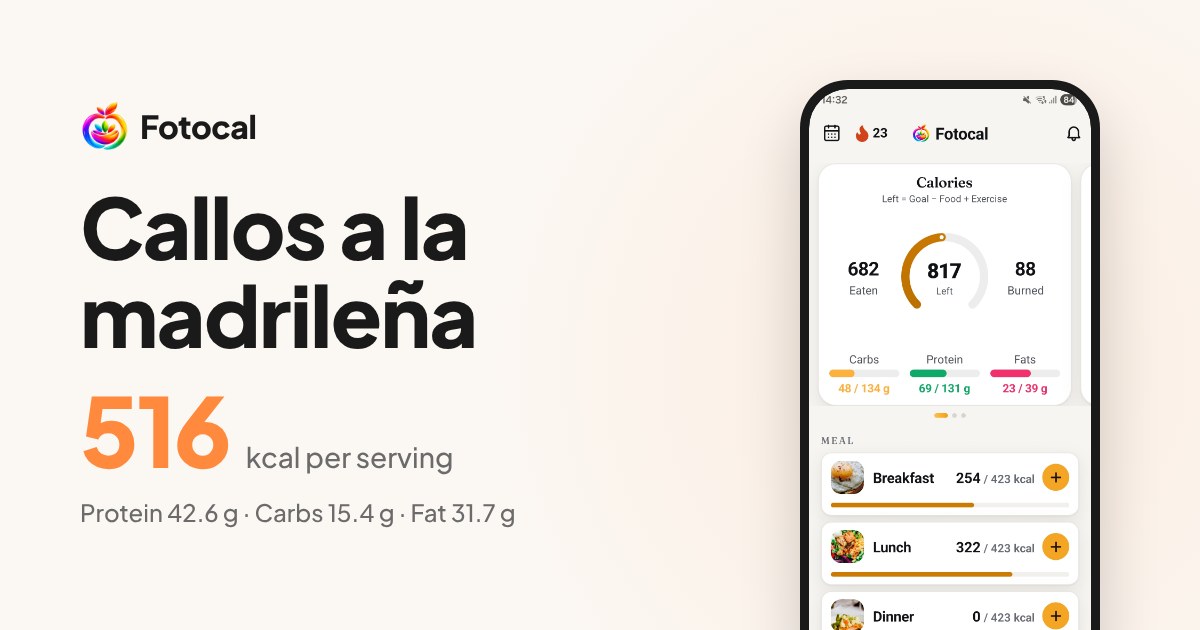 Fotocal
Callos a la
madrileña
516 kcal per serving
Protein 42.6 g · Carbs 15.4 g · Fat 31.7 g
14:32
84
23
Fotocal
Calories
Left = Goal - Food + Exercise
682
Eaten
817
Left
88
Burned
Carbs
48 / 134 g
Protein
69 / 131 g
Fats
23 / 39 g
MEAL
Breakfast 254 / 423 kcal
Lunch 322 / 423 kcal
Dinner 0 / 423 kcal